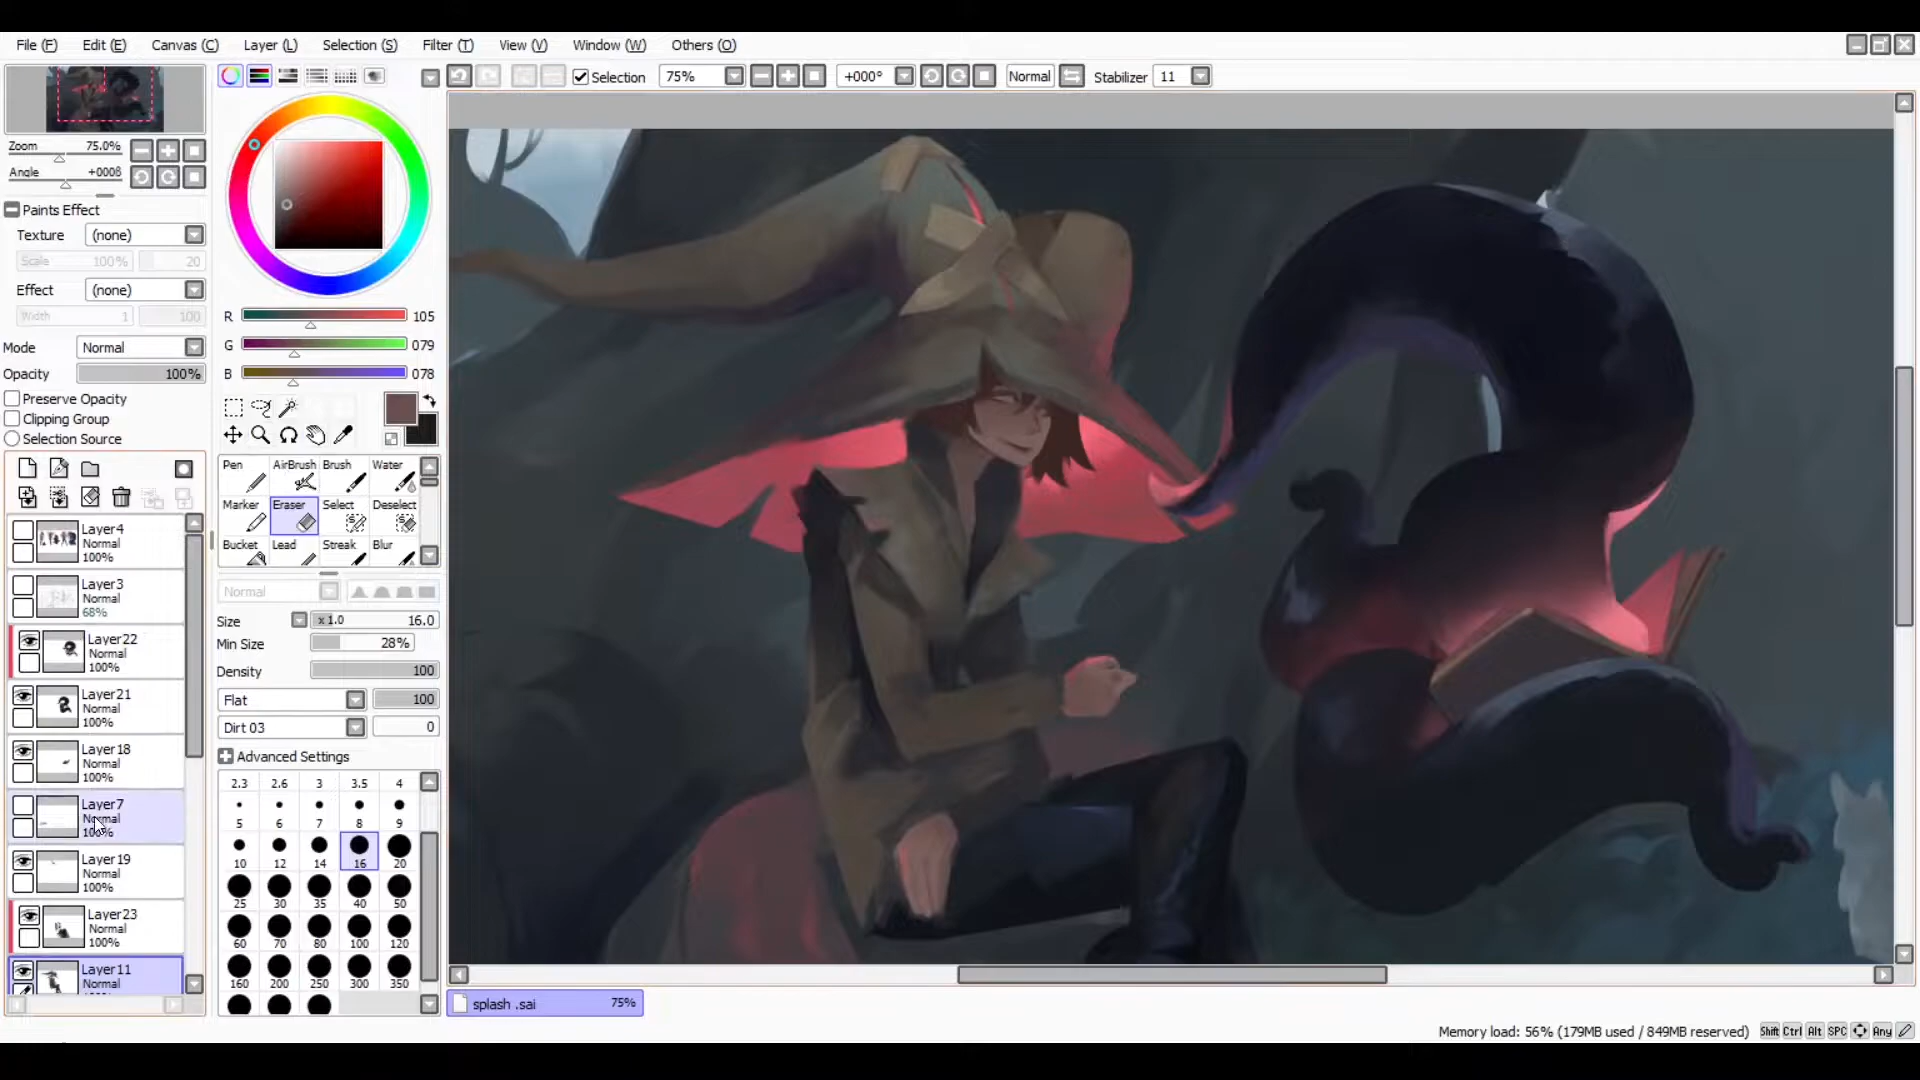 File (F) Edit (E) Canvas (C) Layer (L) Selection (S) Filter (T) View (V) Window (W) Others (O)
Selection 75% +000° Normal Stabilizer 11
Zoom 75.0%
Angle +0008
Paints Effect
Texture (none)
Scale 100% 20
Effect (none)
Width 1 100
Mode Normal
Opacity 100%
Preserve Opacity
Clipping Group
Selection Source
Layer4
Normal
100%
Layer3
Normal
68%
Layer22
Normal
100%
Layer21
Normal
100%
Layer18
Normal
100%
Layer7
Normal
100%
Layer19
Normal
100%
Layer23
Normal
100%
Layer11
Normal
R 105
G 079
B 078
Pen AirBrush Brush Water
Marker Eraser Select Deselect
Bucket Lead Streak Blur
Normal
Size x 1.0 16.0
Min Size 28%
Density 100
Flat 100
Dirt 03 0
Advanced Settings
2.3 2.6 3 3.5 4
5 6 7 8 9
10 12 14 16 20
25 30 35 40 50
60 70 80 100 120
160 200 250 300 350
splash .sai 75%
Memory load: 56% (179MB used / 849MB reserved) Shift Ctrl Alt SPC Any